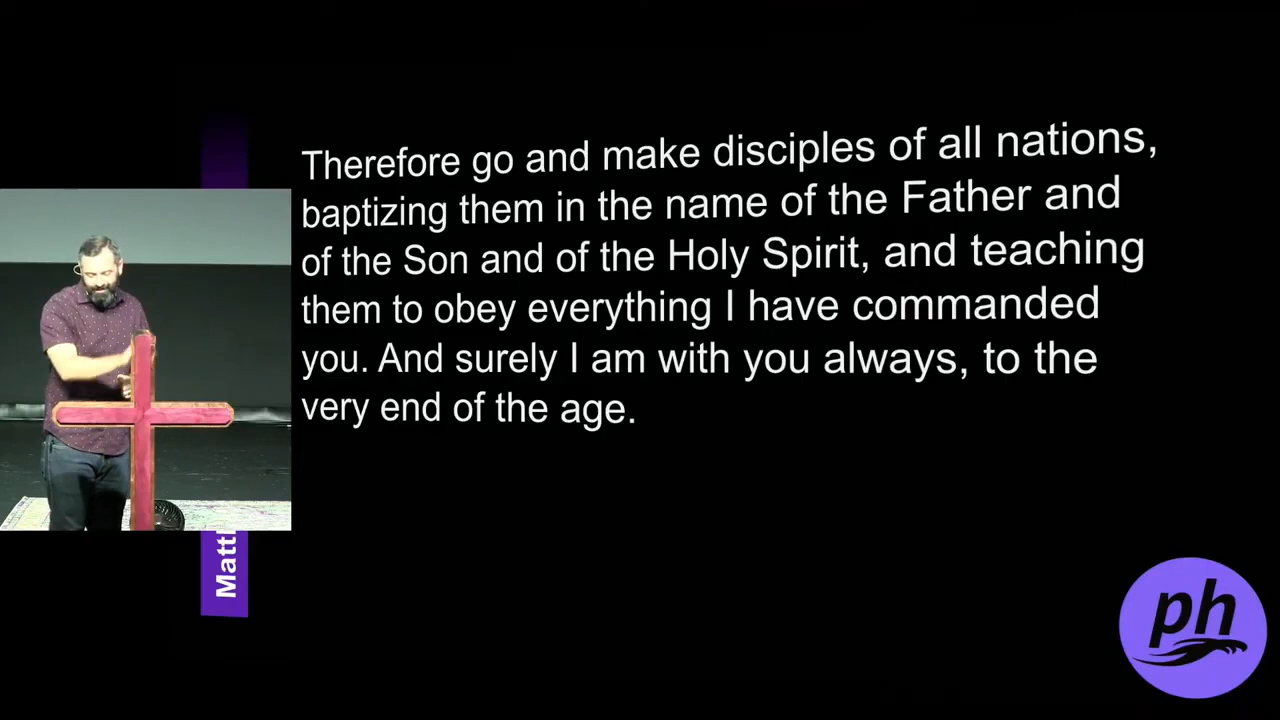 Therefore go and make disciples of all nations,
baptizing them in the name of the Father and
of the Son and of the Holy Spirit, and teaching
them to obey everything I have commanded
you. And surely I am with you always, to the
very end of the age.
Matt
ph